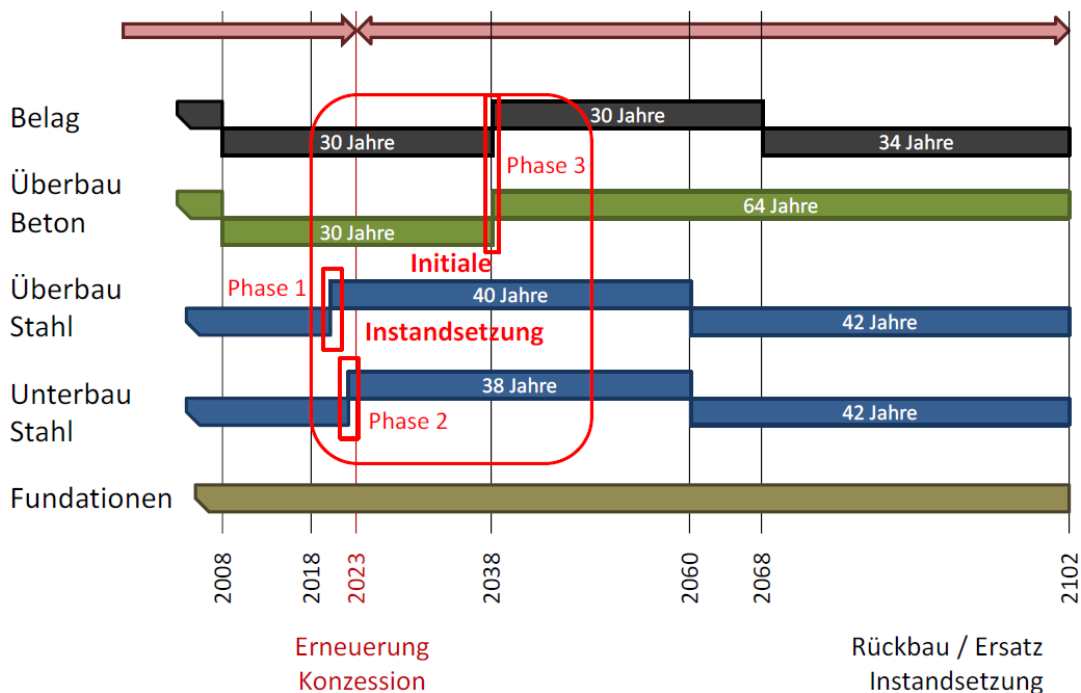 Belag
30 Jahre
30 Jahre
34 Jahre
Phase 3
Überbau
Beton
64 Jahre
30 Jahre
Initiale
Überbau
Stahl
Phase 1
40 Jahre
Instandsetzung
42 Jahre
Unterbau
Stahl
38 Jahre
Phase 2
42 Jahre
Fundationen
2008
2018
2023
2038
2060
2068
2102
Erneuerung
Konzession
Rückbau / Ersatz
Instandsetzung